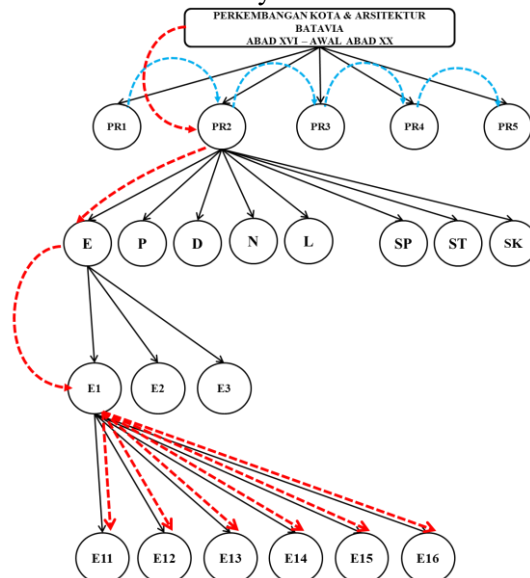 PERKEMBANGAN KOTA & ARSITEKTUR
BATAVIA
ABAD XVI – AWAL ABAD XX
PR1 PR2 PR3 PR4 PR5
E P D N L SP ST SK
E1 E2 E3
E11 E12 E13 E14 E15 E16